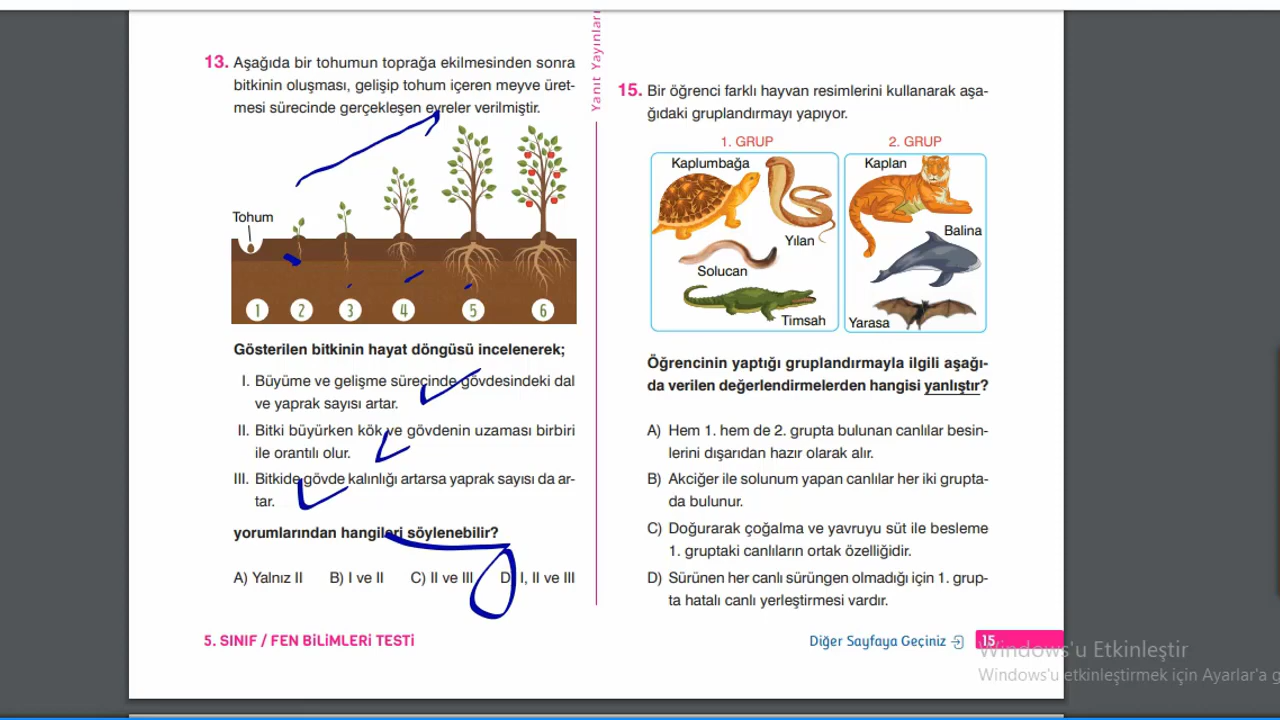 13. Aşağıda bir tohumun toprağa ekilmesinden sonra
bitkinin oluşması, gelişip tohum içeren meyve üret-
mesi sürecinde gerçekleşen evreler verilmiştir.
Tohum
1 2 3 4 5 6
Gösterilen bitkinin hayat döngüsü incelenerek;
I. Büyüme ve gelişme sürecinde gövdesindeki dal
ve yaprak sayısı artar.
II. Bitki büyürken kök ve gövdenin uzaması birbiri
ile orantılı olur.
III. Bitkide gövde kalınlığı artarsa yaprak sayısı da ar-
tar.
yorumlarından hangileri söylenebilir?
A) Yalnız II B) I ve II C) II ve III D) I, II ve III
5. SINIF / FEN BİLİMLERİ TESTİ
Yanıt Yayınları
15. Bir öğrenci farklı hayvan resimlerini kullanarak aşa-
ğıdaki gruplandırmayı yapıyor.
1. GRUP
Kaplumbağa
Yılan
Solucan
Timsah
2. GRUP
Kaplan
Balina
Yarasa
Öğrencinin yaptığı gruplandırmayla ilgili aşağı-
da verilen değerlendirmelerden hangisi yanlıştır?
A) Hem 1. hem de 2. grupta bulunan canlılar besin-
lerini dışarıdan hazır olarak alır.
B) Akciğer ile solunum yapan canlılar her iki grupta-
da bulunur.
C) Doğurarak çoğalma ve yavruyu süt ile besleme
1. gruptaki canlıların ortak özelliğidir.
D) Sürünen her canlı sürüngen olmadığı için 1. grup-
ta hatalı canlı yerleştirmesi vardır.
Diğer Sayfaya Geçiniz
15
Windows'u Etkinleştir
Windows'u etkinleştirmek için Ayarlar'a g